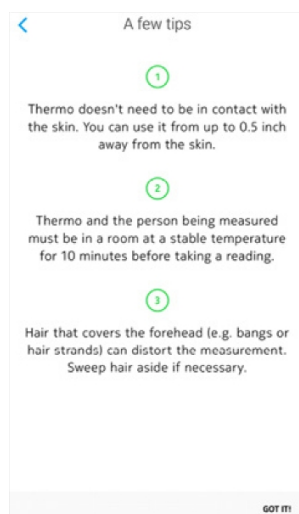 A few tips
1
Thermo doesn't need to be in contact with
the skin. You can use it from up to 0.5 inch
away from the skin.
2
Thermo and the person being measured
must be in a room at a stable temperature
for 10 minutes before taking a reading.
3
Hair that covers the forehead (e.g. bangs or
hair strands) can distort the measurement.
Sweep hair aside if necessary.
GOT IT!